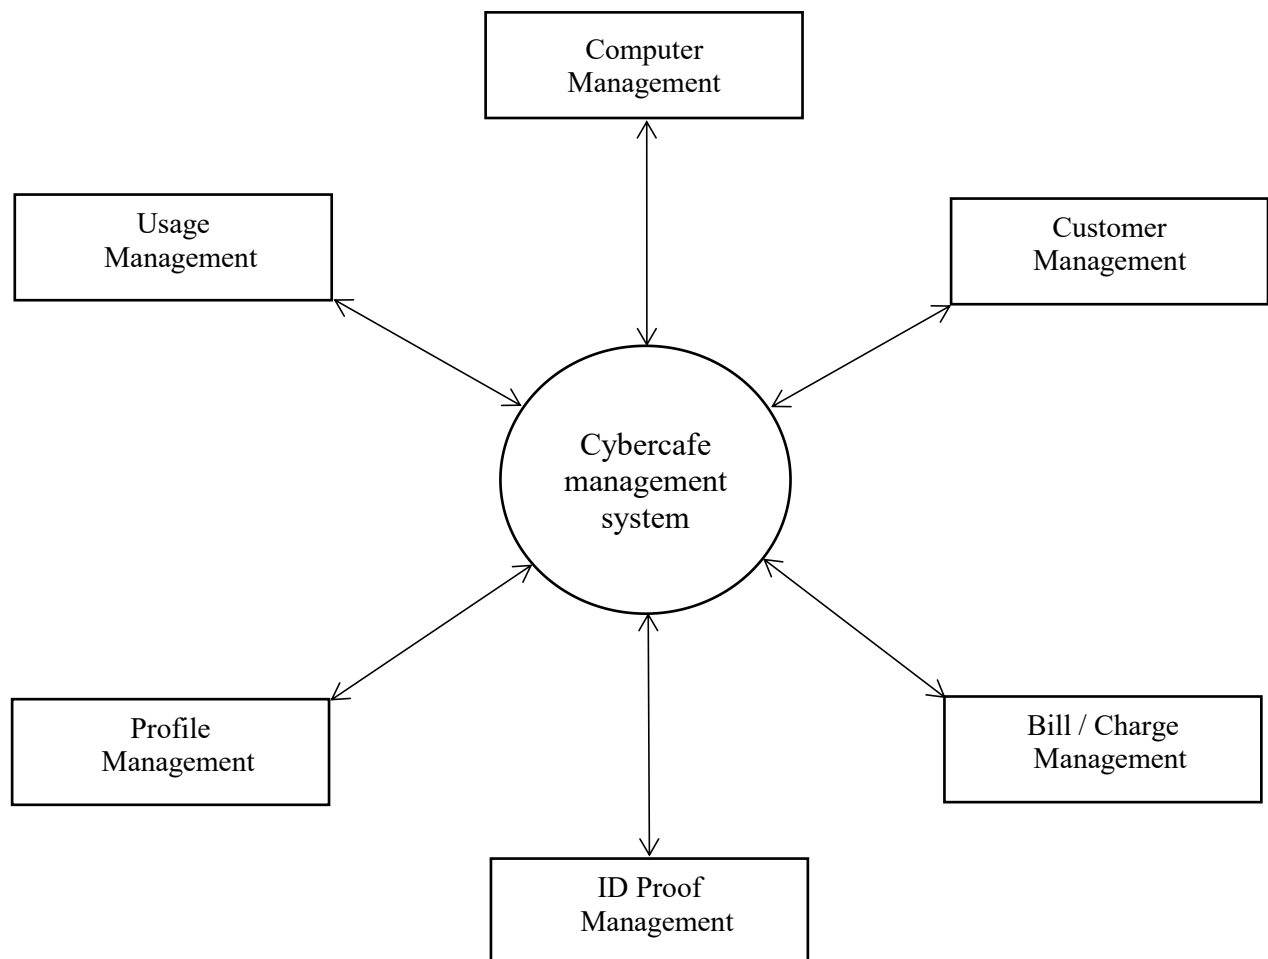 Computer
Management
Usage
Management
Customer
Management
Cybercafe
management
system
Profile
Management
Bill / Charge
Management
ID Proof
Management